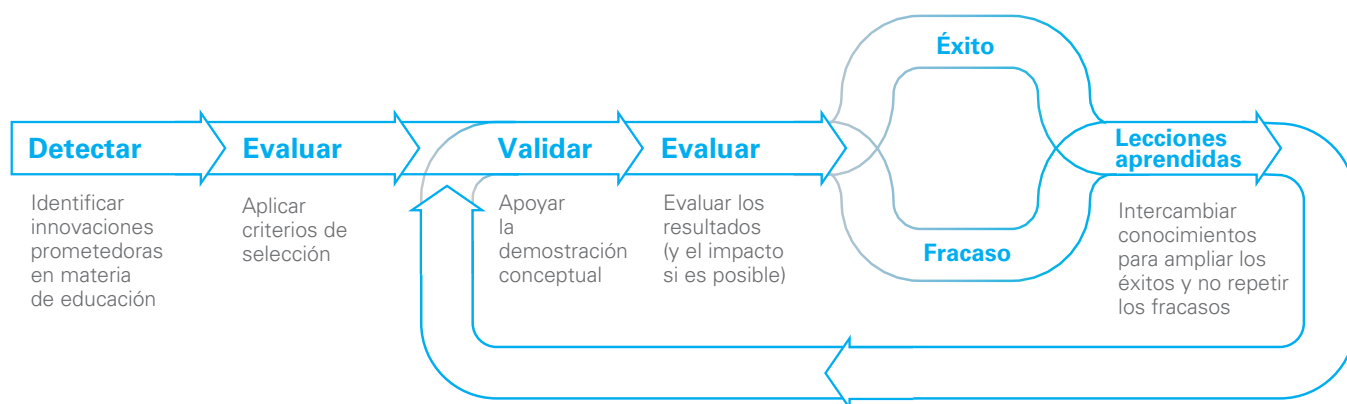 Éxito
Detectar
Evaluar
Validar
Evaluar
Lecciones
aprendidas
Identificar
innovaciones
prometedoras
en materia
de educación
Aplicar
criterios de
selección
Apoyar
la
demostración
conceptual
Evaluar los
resultados
(y el impacto
si es posible)
Fracaso
Intercambiar
conocimientos
para ampliar los
éxitos y no repetir
los fracasos